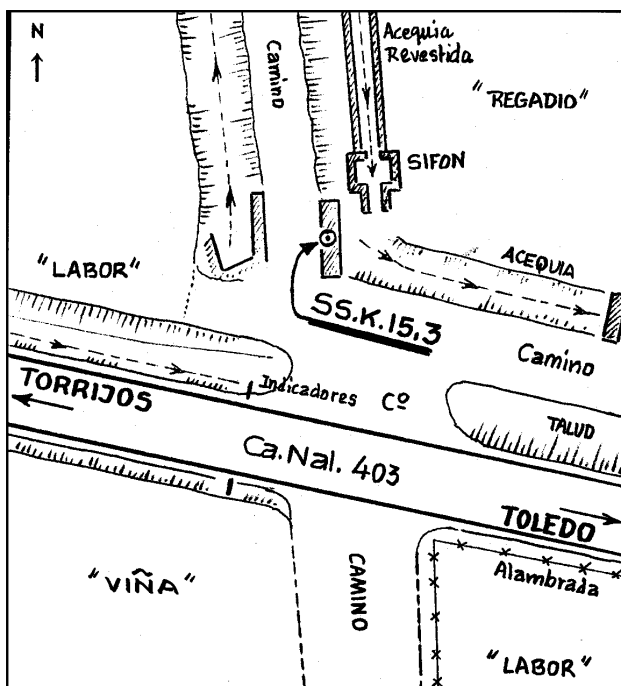 N
Camino
Acequia
Revestida
"REGADIO"
SIFON
"LABOR"
ACEQUIA
SS.K.15,3
Camino
Indicadores
Cº
TORRIJOS
TALUD
Ca.Nal. 403
TOLEDO
"VIÑA"
CAMINO
Alambrada
"LABOR"